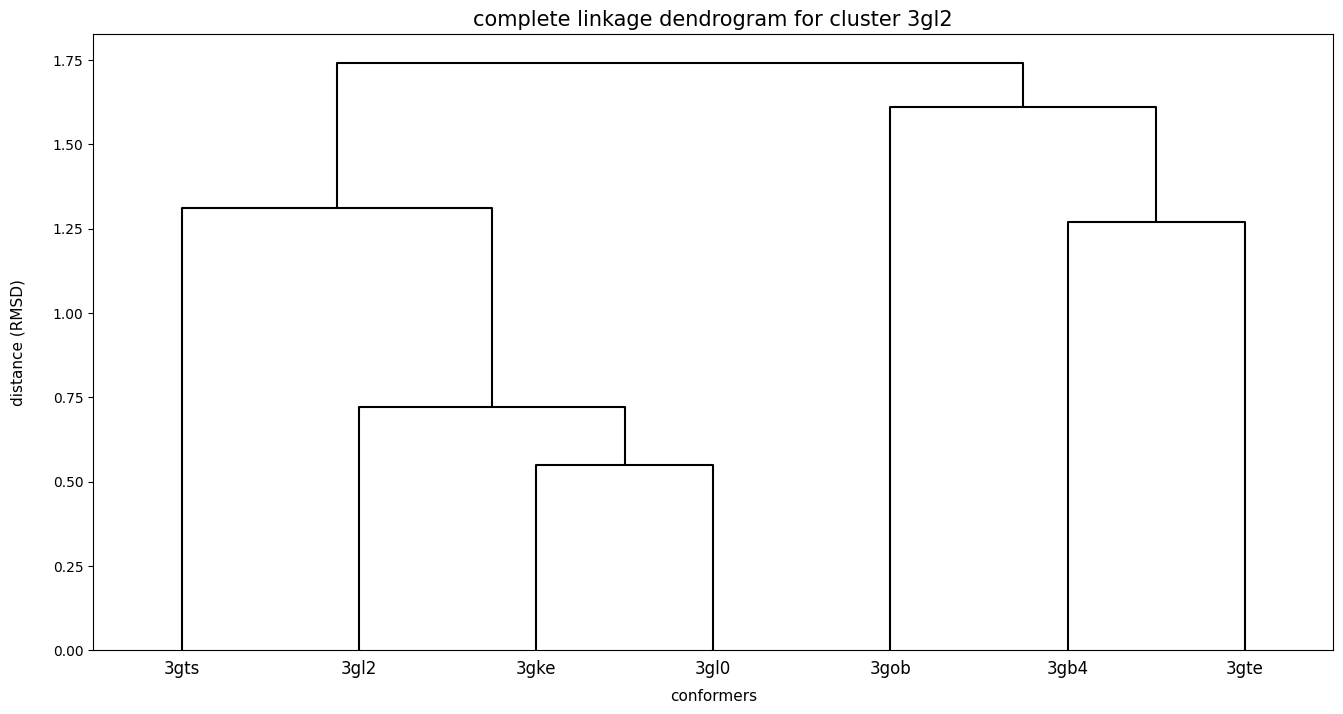 complete linkage dendrogram for cluster 3gl2
1.75
1.50
1.25
1.00
0.75
0.50
0.25
0.00
distance (RMSD)
3gts 3gl2 3gke 3gl0 3gob 3gb4 3gte
conformers